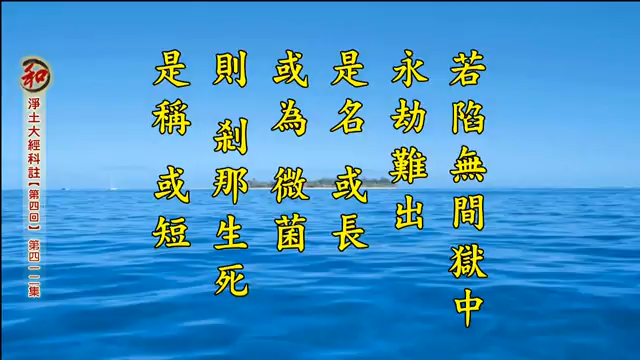 若陷無間獄中
永劫難出
是名 或長
或為微菌
則 剎那生死
是稱 或短
和
淨土大經科註【第四回】 第四一二集